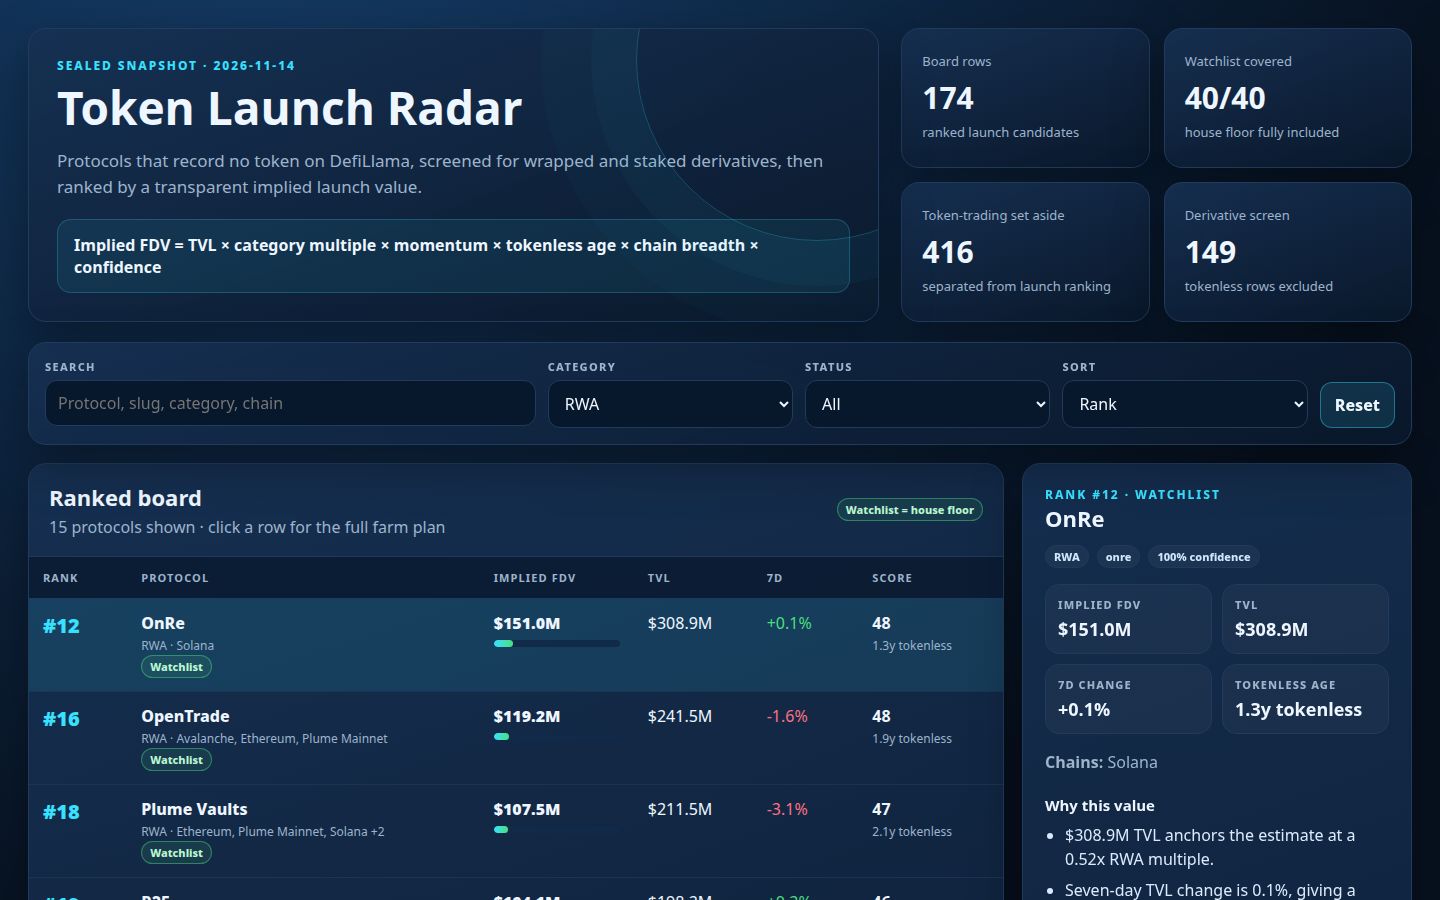 SEALED SNAPSHOT · 2026-11-14
Token Launch Radar
Protocols that record no token on DefiLlama, screened for wrapped and staked derivatives, then
ranked by a transparent implied launch value.
Implied FDV = TVL × category multiple × momentum × tokenless age × chain breadth ×
confidence
Board rows
174
ranked launch candidates
Watchlist covered
40/40
house floor fully included
Token-trading set aside
416
separated from launch ranking
Derivative screen
149
tokenless rows excluded
SEARCH
Protocol, slug, category, chain
CATEGORY
RWA
STATUS
All
SORT
Rank
Reset
Ranked board
15 protocols shown · click a row for the full farm plan
Watchlist = house floor
RANK PROTOCOL IMPLIED FDV TVL 7D SCORE
#12 OnRe $151.0M $308.9M +0.1% 48
RWA · Solana 1.3y tokenless
Watchlist
#16 OpenTrade $119.2M $241.5M -1.6% 48
RWA · Avalanche, Ethereum, Plume Mainnet 1.9y tokenless
Watchlist
#18 Plume Vaults $107.5M $211.5M -3.1% 47
RWA · Ethereum, Plume Mainnet, Solana +2 2.1y tokenless
Watchlist
RANK #12 · WATCHLIST
OnRe
RWA onre 100% confidence
IMPLIED FDV
$151.0M
TVL
$308.9M
7D CHANGE
+0.1%
TOKENLESS AGE
1.3y tokenless
Chains: Solana
Why this value
• $308.9M TVL anchors the estimate at a
0.52x RWA multiple.
• Seven-day TVL change is 0.1%, giving a